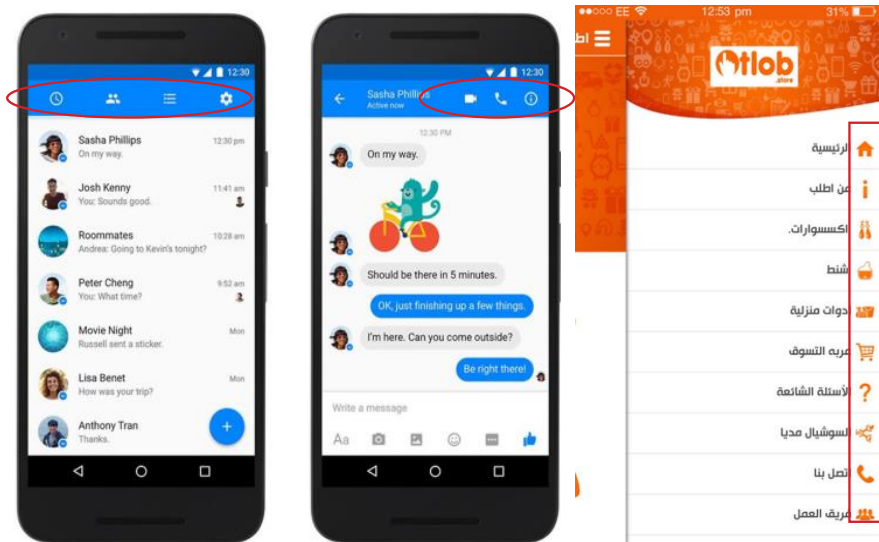 12:30
Sasha Phillips
12:30 pm
On my way.
Josh Kenny
11:41 am
You: Sounds good.
Roommates
10:28 am
Andrea: Going to Kevin's tonight?
Peter Cheng
9:52 am
You: What time?
Movie Night
Mon
Russell sent a sticker.
Lisa Benet
Mon
How was your trip?
Anthony Tran
Thanks.
12:30
Sasha Phillips
Active now
12:30 PM
On my way.
Should be there in 5 minutes.
OK, just finishing up a few things.
I'm here. Can you come outside?
Be right there!
Write a message
Aa
EE 12:53 pm 31%
اطل
Otlob
.store
الرئيسية
عن اطلب
اكسسوارات.
شنط
ادوات منزلية
عربه التسوق
الأسئلة الشائعة
السوشيال مديا
اتصل بنا
فريق العمل